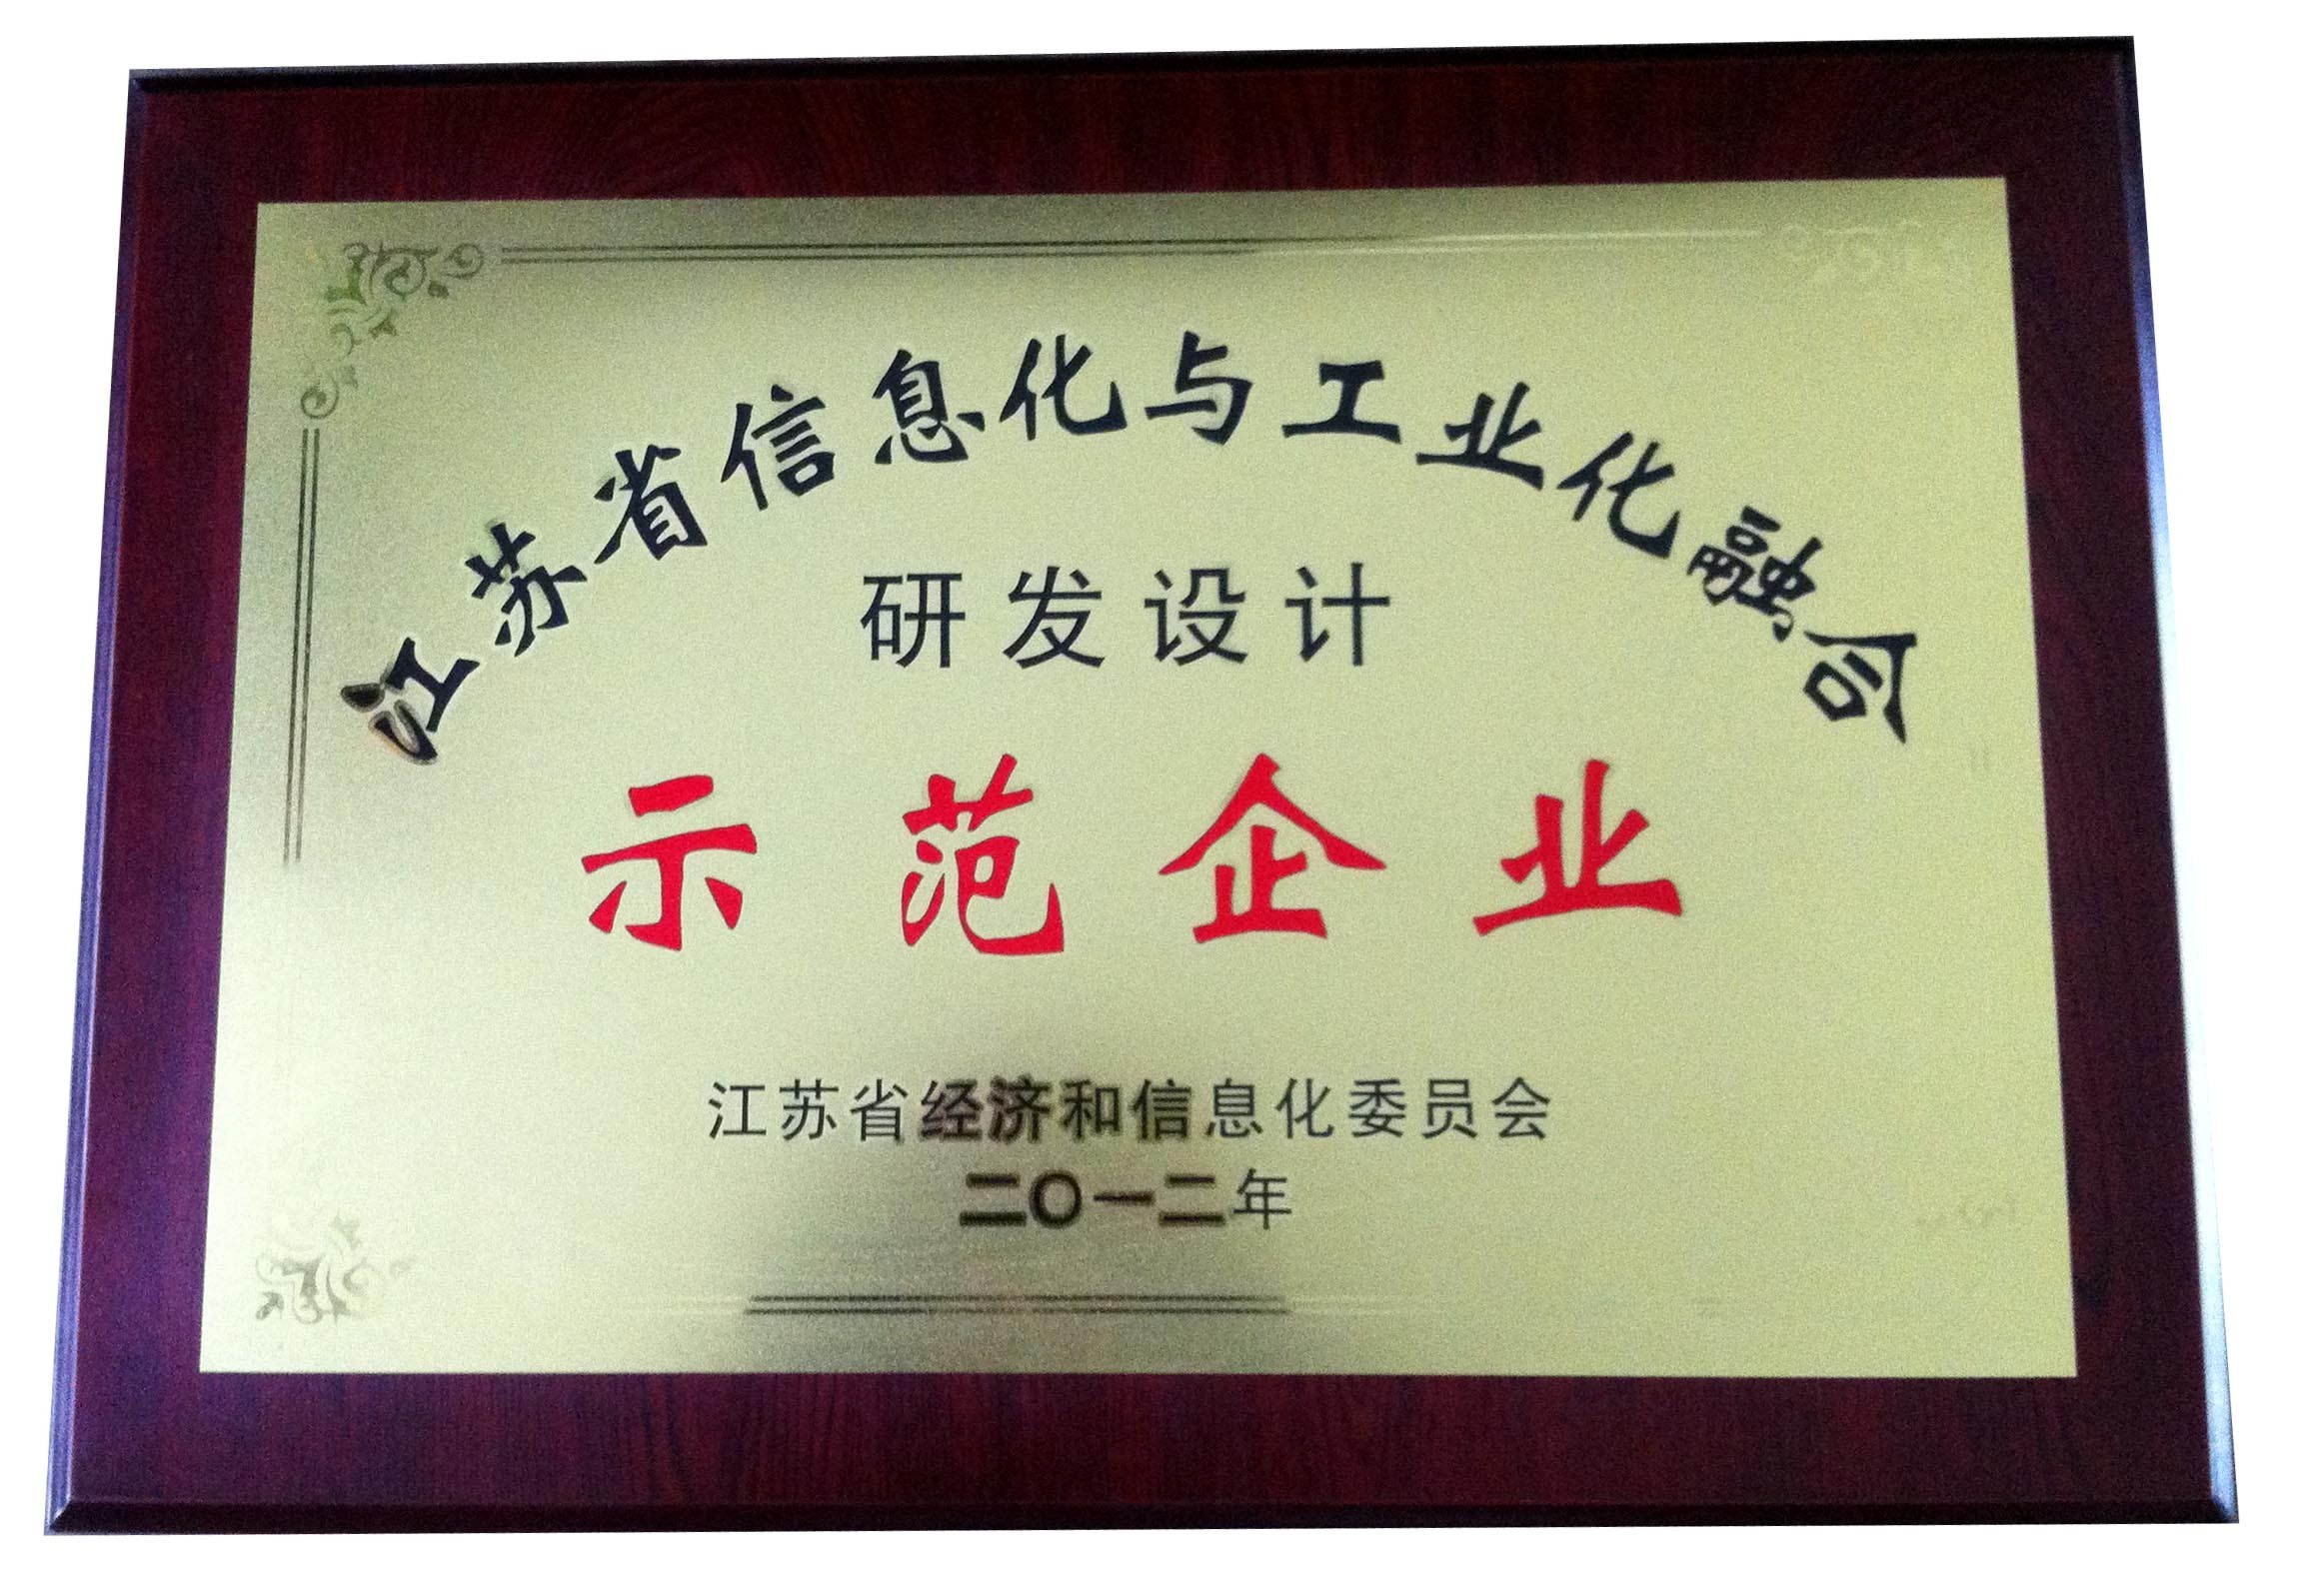 江苏省信息化与工业化融合
研发设计
示范企业
江苏省经济和信息化委员会
二〇一二年